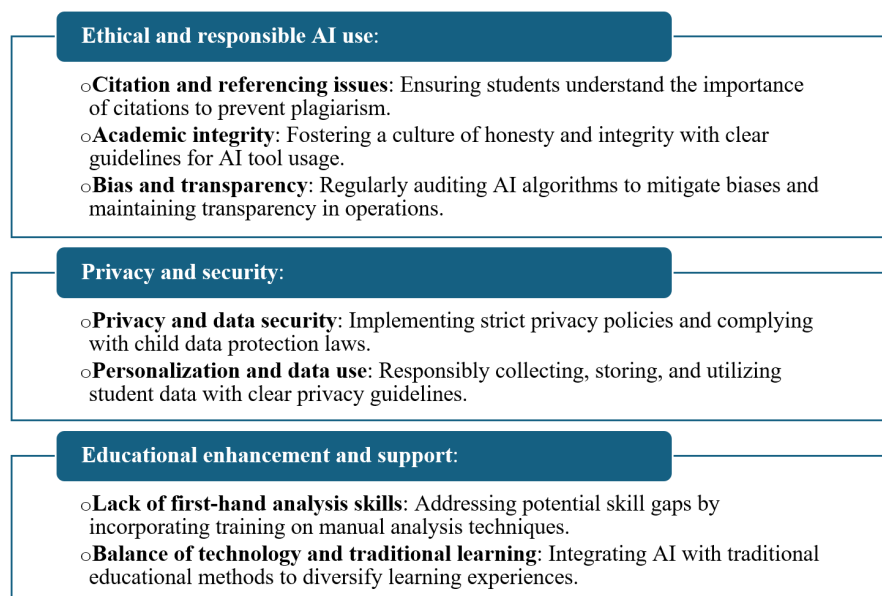 Ethical and responsible AI use:
oCitation and referencing issues: Ensuring students understand the importance
of citations to prevent plagiarism.
oAcademic integrity: Fostering a culture of honesty and integrity with clear
guidelines for AI tool usage.
oBias and transparency: Regularly auditing AI algorithms to mitigate biases and
maintaining transparency in operations.
Privacy and security:
oPrivacy and data security: Implementing strict privacy policies and complying
with child data protection laws.
oPersonalization and data use: Responsibly collecting, storing, and utilizing
student data with clear privacy guidelines.
Educational enhancement and support:
oLack of first-hand analysis skills: Addressing potential skill gaps by
incorporating training on manual analysis techniques.
oBalance of technology and traditional learning: Integrating AI with traditional
educational methods to diversify learning experiences.